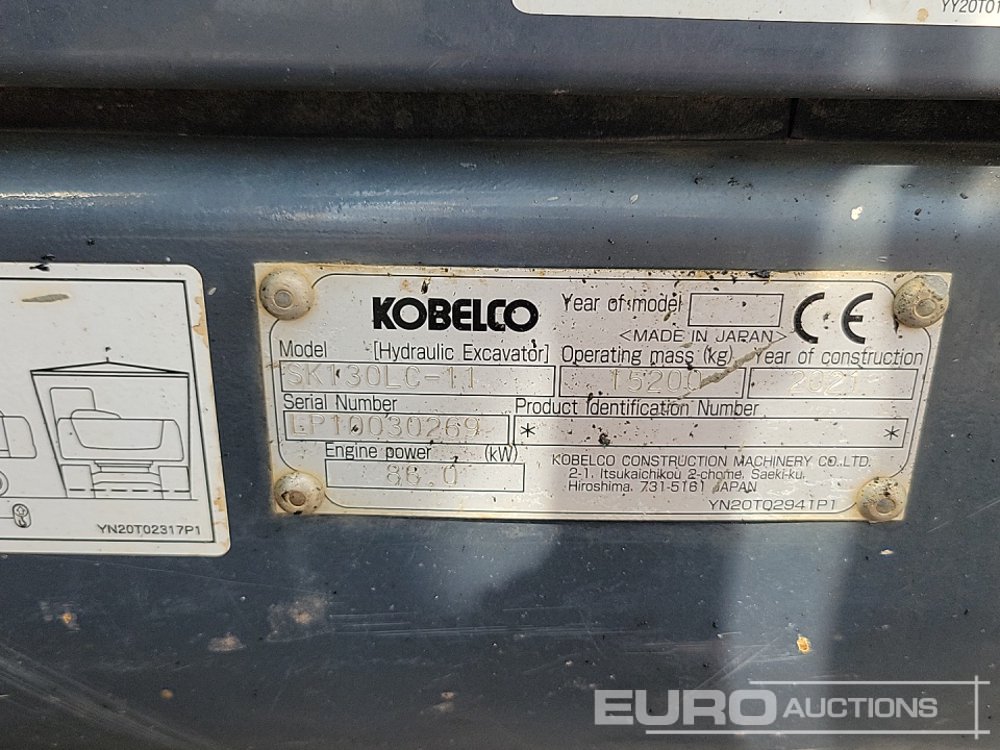 YY20T01
KOBELCO
Year of model
<MADE IN JAPAN>
CE
Model [Hydraulic Excavator] Operating mass (kg) Year of construction
SK130LC-11 15200 2021
Serial Number Product Identification Number
LP10030269 * *
Engine power (kW)
86.0
KOBELCO CONSTRUCTION MACHINERY CO., LTD.
2-1, Itsukaichikou 2-chome, Saeki-ku,
Hiroshima. 731-5161 JAPAN
YN20T02941P1
YN20T02317P1
EURO AUCTIONS